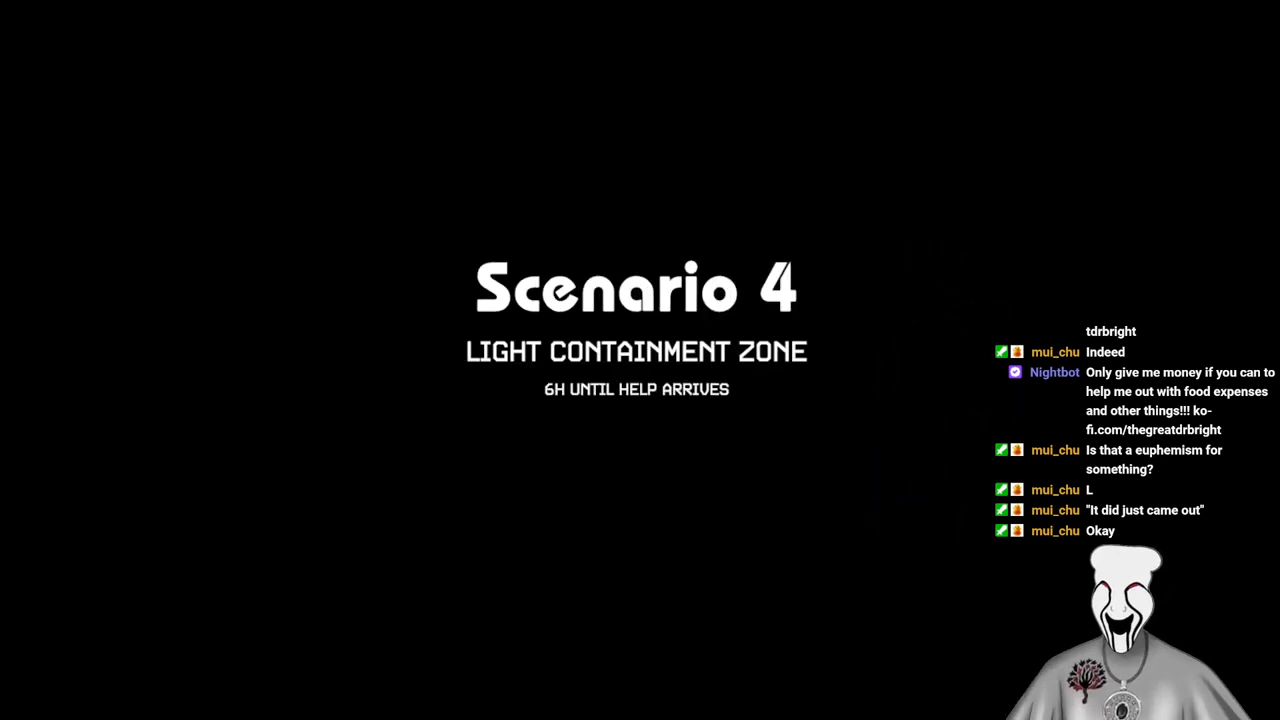 Scenario 4
LIGHT CONTAINMENT ZONE
6H UNTIL HELP ARRIVES
tdrbright
mui_chu Indeed
Nightbot Only give me money if you can to
help me out with food expenses
and other things!!! ko-
fi.com/thegreatdrbright
mui_chu Is that a euphemism for
something?
mui_chu L
mui_chu "It did just came out"
mui_chu Okay